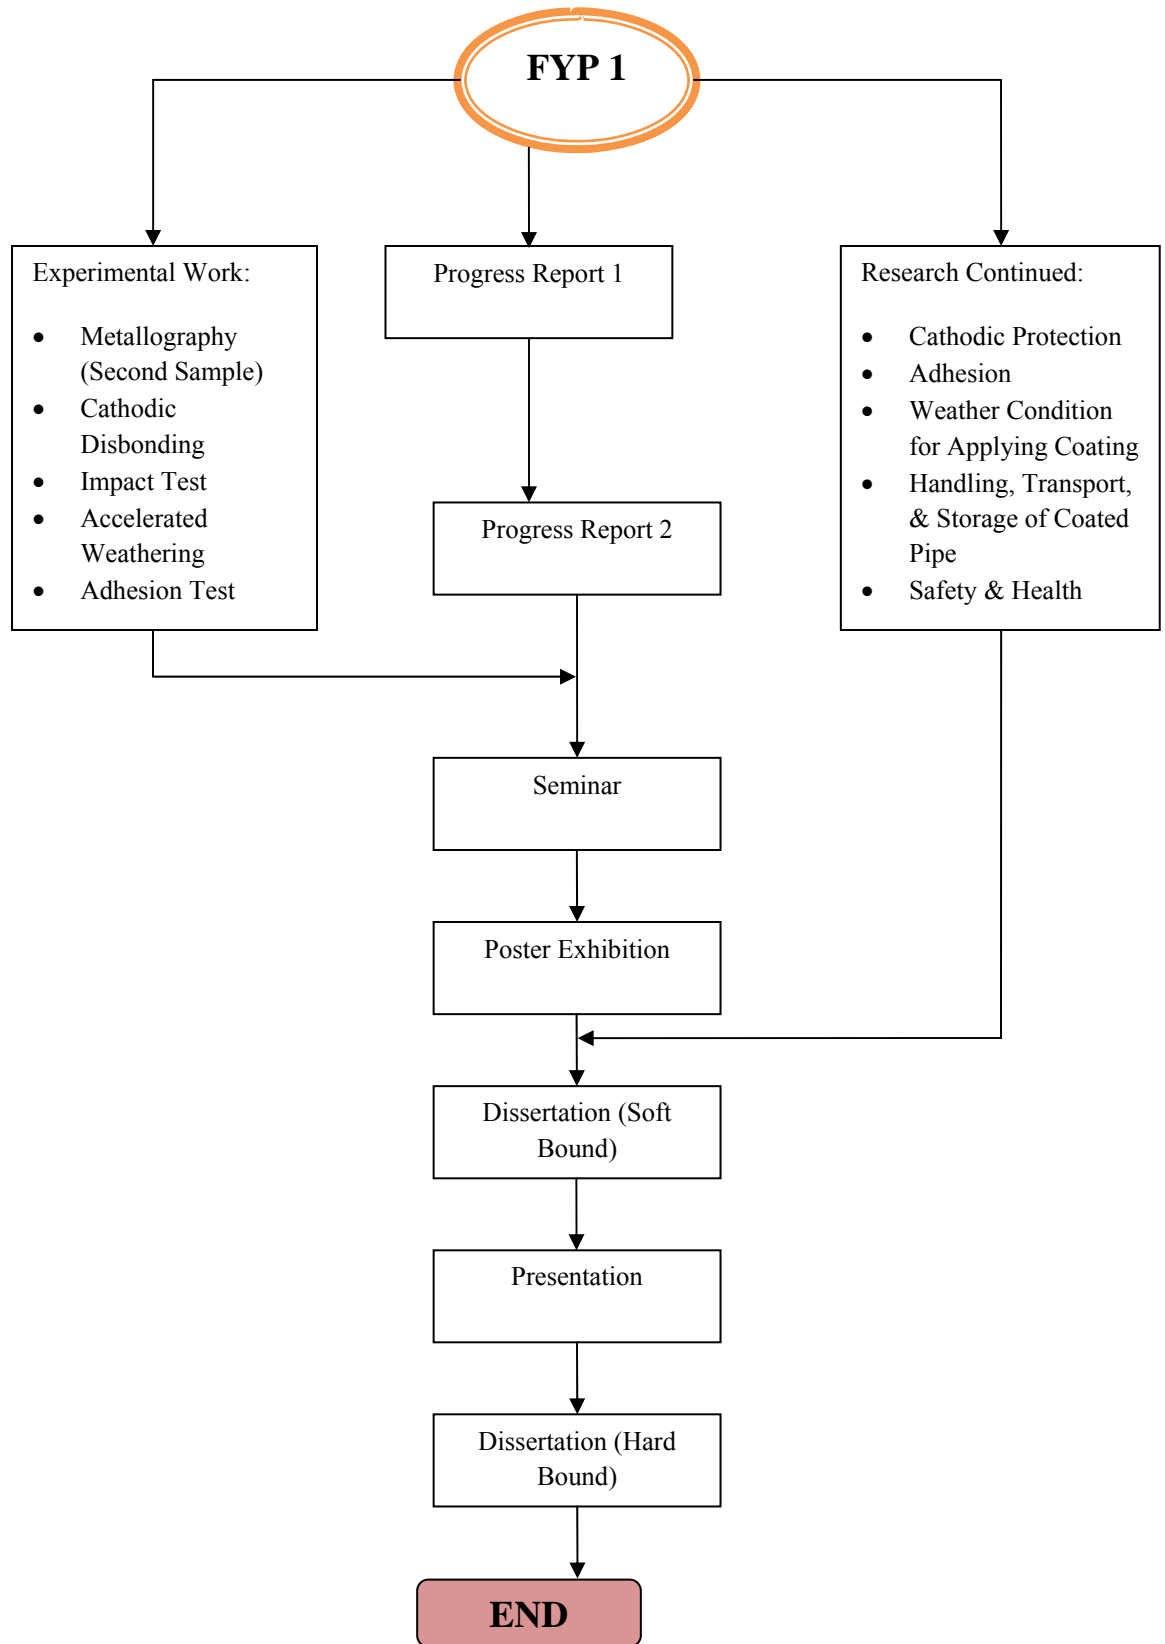 FYP 1
Experimental Work:
• Metallography
(Second Sample)
• Cathodic
Disbonding
• Impact Test
• Accelerated
Weathering
• Adhesion Test
Progress Report 1
Research Continued:
• Cathodic Protection
• Adhesion
• Weather Condition
for Applying Coating
• Handling, Transport,
& Storage of Coated
Pipe
• Safety & Health
Progress Report 2
Seminar
Poster Exhibition
Dissertation (Soft
Bound)
Presentation
Dissertation (Hard
Bound)
END